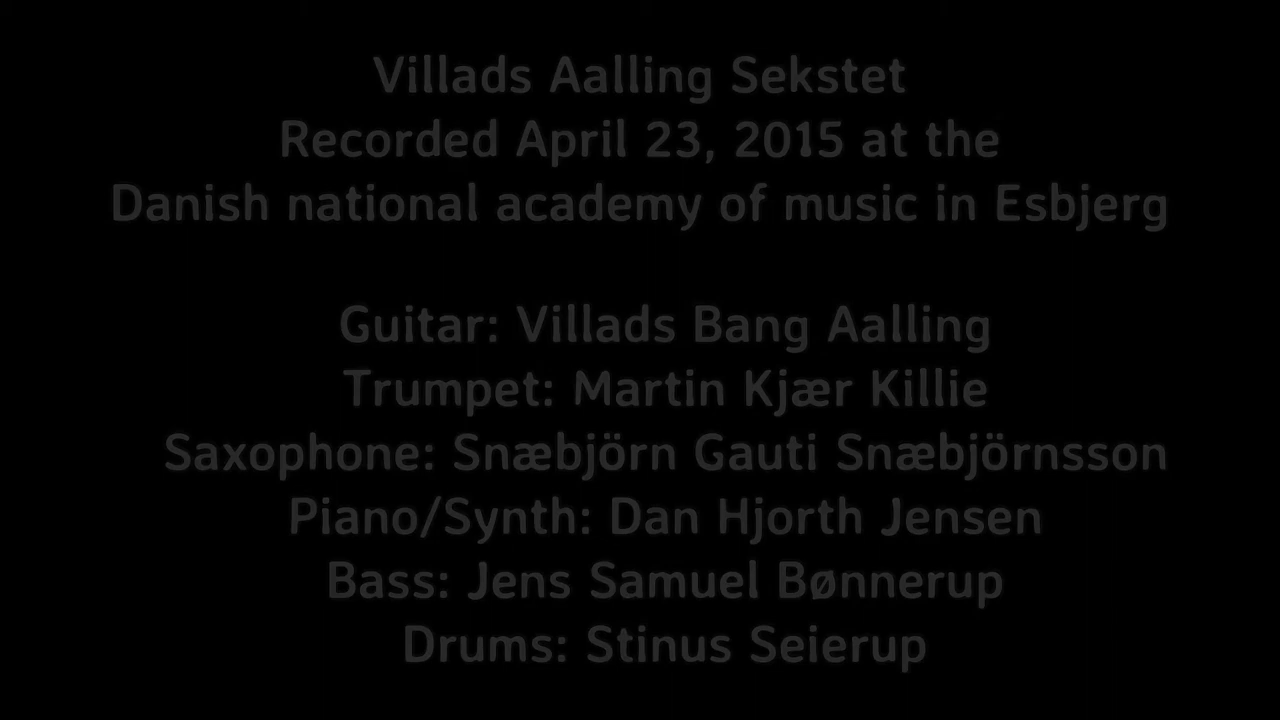 Villads Aalling Sekstet
Recorded April 23, 2015 at the
Danish national academy of music in Esbjerg
Guitar: Villads Bang Aalling
Trumpet: Martin Kjær Killie
Saxophone: Snæbjörn Gauti Snæbjörnsson
Piano/Synth: Dan Hjorth Jensen
Bass: Jens Samuel Bønnerup
Drums: Stinus Seierup